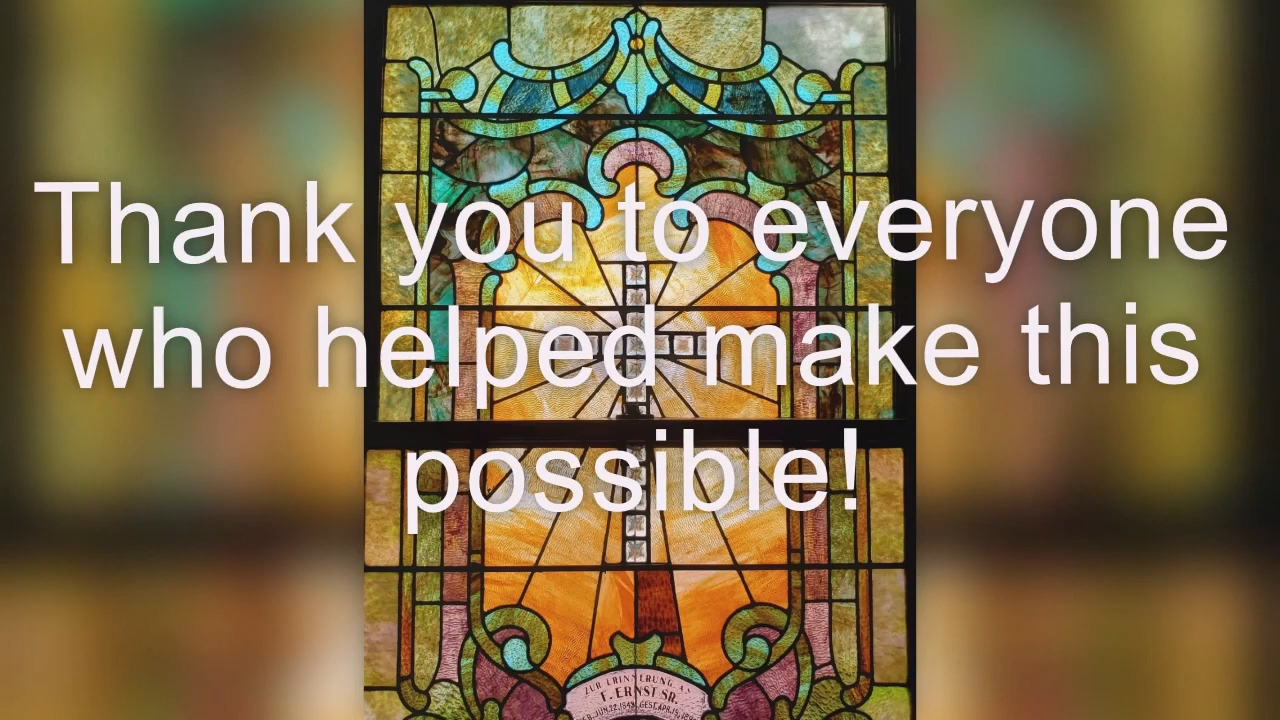 Thank you to everyone
who helped make this
possible!
ZUR ERINNERUNG AN
F. ERNST SR.